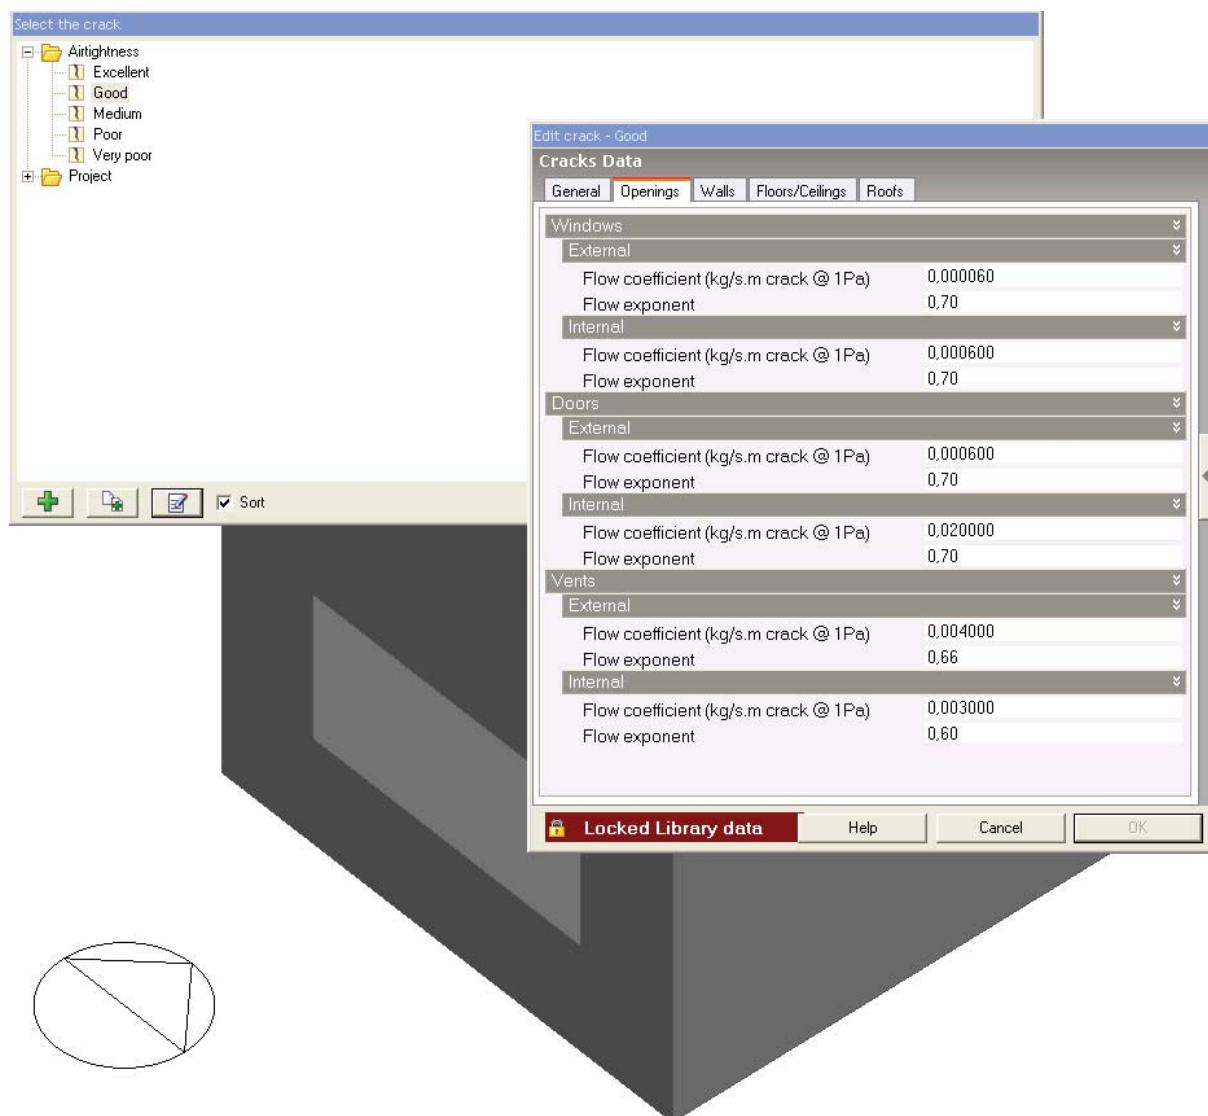 Select the crack
Airtightness
Excellent
Good
Medium
Poor
Very poor
Project
Sort
Edit crack - Good
Cracks Data
General Openings Walls Floors/Ceilings Roofs
Windows
External
Flow coefficient (kg/s.m crack @ 1Pa) 0,000060
Flow exponent 0,70
Internal
Flow coefficient (kg/s.m crack @ 1Pa) 0,000600
Flow exponent 0,70
Doors
External
Flow coefficient (kg/s.m crack @ 1Pa) 0,000600
Flow exponent 0,70
Internal
Flow coefficient (kg/s.m crack @ 1Pa) 0,020000
Flow exponent 0,70
Vents
External
Flow coefficient (kg/s.m crack @ 1Pa) 0,004000
Flow exponent 0,66
Internal
Flow coefficient (kg/s.m crack @ 1Pa) 0,003000
Flow exponent 0,60
Locked Library data Help Cancel OK